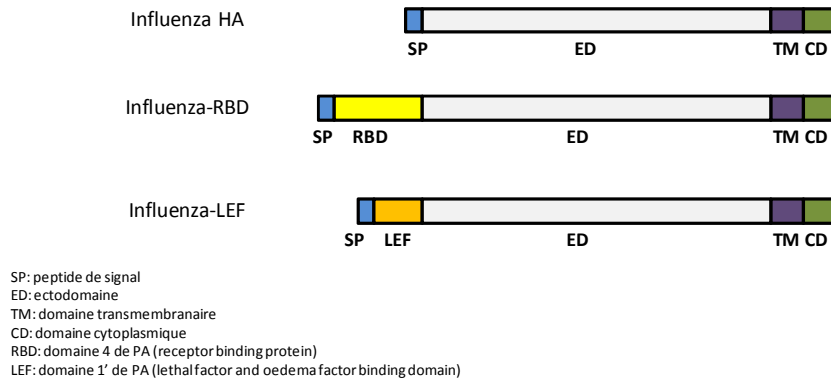 Influenza HA
SP ED TM CD
Influenza-RBD
SP RBD ED TM CD
Influenza-LEF
SP LEF ED TM CD
SP: peptide de signal
ED: ectodomaine
TM: domaine transmembranaire
CD: domaine cytoplasmique
RBD: domaine 4 de PA (receptor binding protein)
LEF: domaine 1' de PA (lethal factor and oedema factor binding domain)